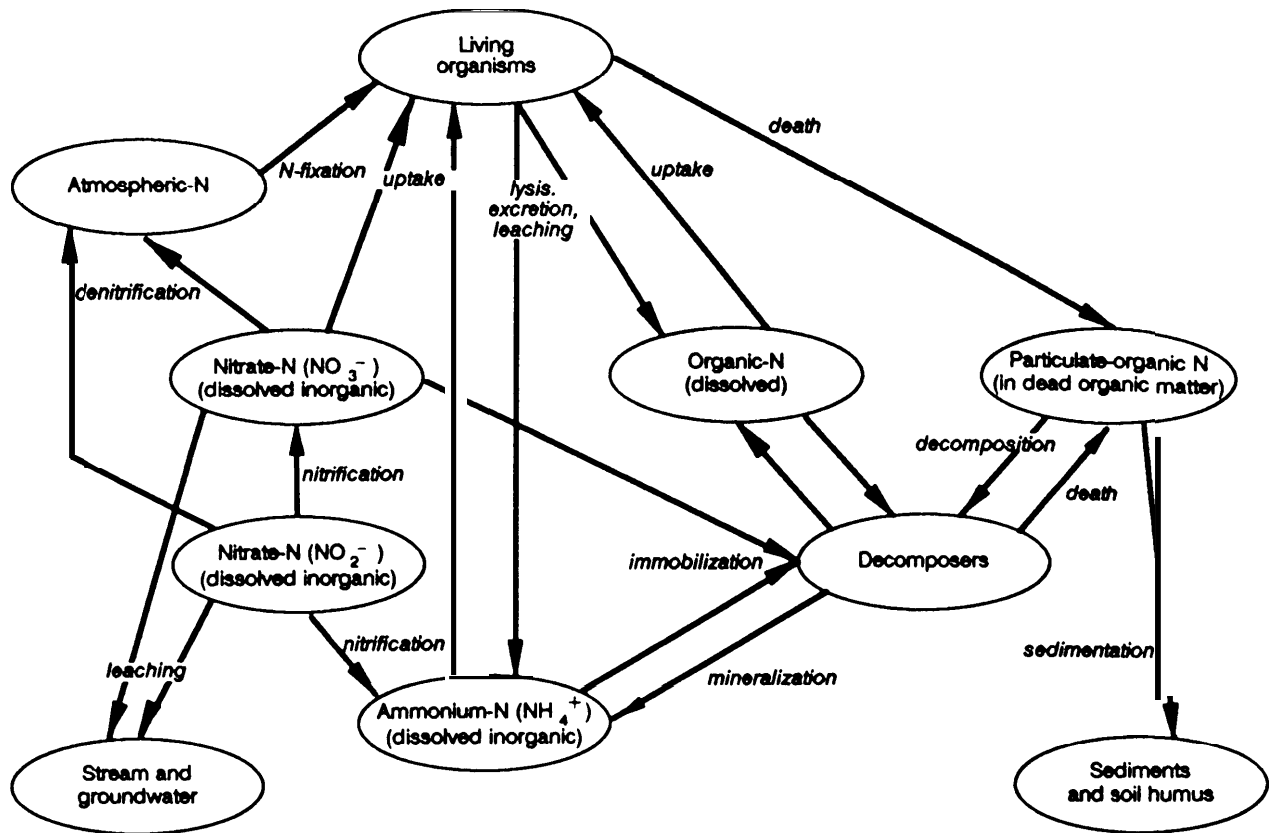 Living
organisms
death
Atmospheric-N
N-fixation
uptake
lysis.
excretion,
leaching
uptake
denitrification
Nitrate-N (NO₃⁻)
(dissolved inorganic)
Organic-N
(dissolved)
Particulate-organic N
(in dead organic matter)
nitrification
decomposition
death
Nitrate-N (NO₂⁻)
(dissolved inorganic)
immobilization
Decomposers
nitrification
leaching
mineralization
sedimentation
Ammonium-N (NH₄⁺)
(dissolved inorganic)
Stream and
groundwater
Sediments
and soil humus